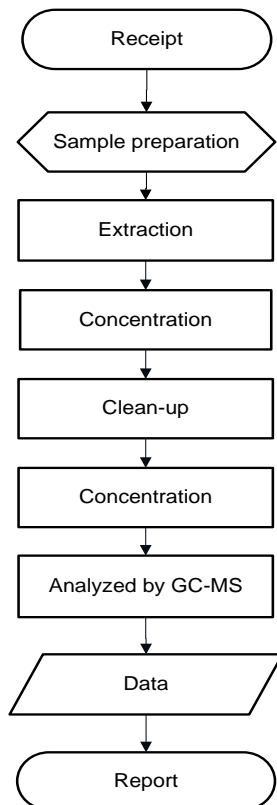 Receipt
Sample preparation
Extraction
Concentration
Clean-up
Concentration
Analyzed by GC-MS
Data
Report